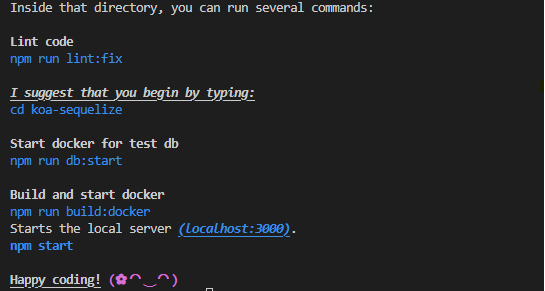 Inside that directory, you can run several commands:
Lint code
npm run lint:fix
I suggest that you begin by typing:
cd koa-sequelize
Start docker for test db
npm run db:start
Build and start docker
npm run build:docker
Starts the local server (localhost:3000).
npm start
Happy coding! (✿◠‿◠)